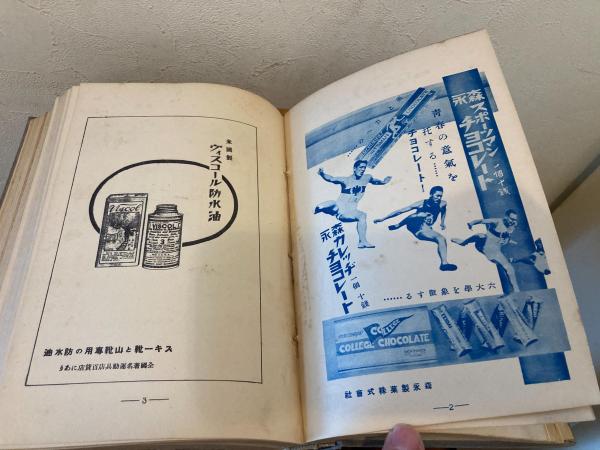 森永スポーツマンチョコレート 一個十錢
青春の意氣を
托する……
チョコレート!
森永カレッヂチョコレート 一個十錢
六大學を象徴する……
COLLEGE CHOCOLATE
森永製菓株式會社
—2—
米國製
ヴィスコール防水油
Viscol
VISCOL
スキー靴と山靴専用の防水油
全國著名運動具店百貨店にあり
—3—